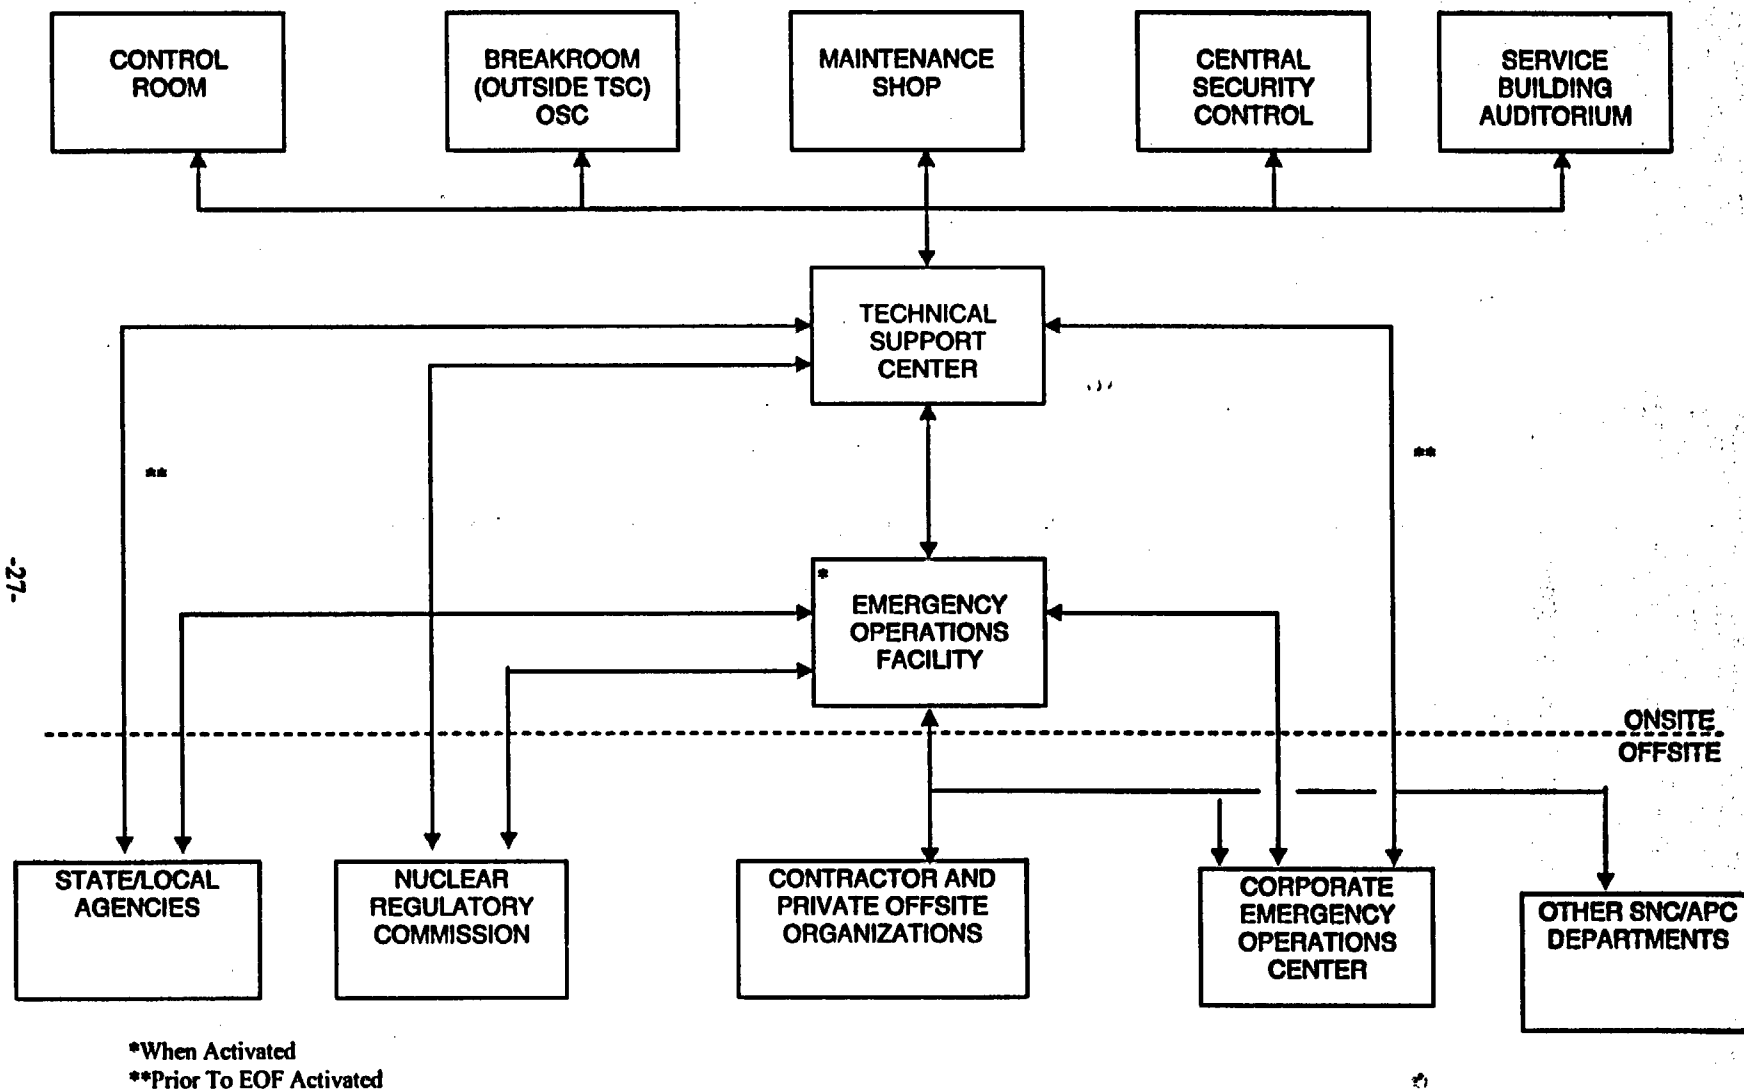 CONTROL
ROOM
BREAKROOM
(OUTSIDE TSC)
OSC
MAINTENANCE
SHOP
CENTRAL
SECURITY
CONTROL
SERVICE
BUILDING
AUDITORIUM
TECHNICAL
SUPPORT
CENTER
**
**
-27-
*
EMERGENCY
OPERATIONS
FACILITY
ONSITE
OFFSITE
STATE/LOCAL
AGENCIES
NUCLEAR
REGULATORY
COMMISSION
CONTRACTOR AND
PRIVATE OFFSITE
ORGANIZATIONS
CORPORATE
EMERGENCY
OPERATIONS
CENTER
OTHER SNC/APC
DEPARTMENTS
*When Activated
**Prior To EOF Activated